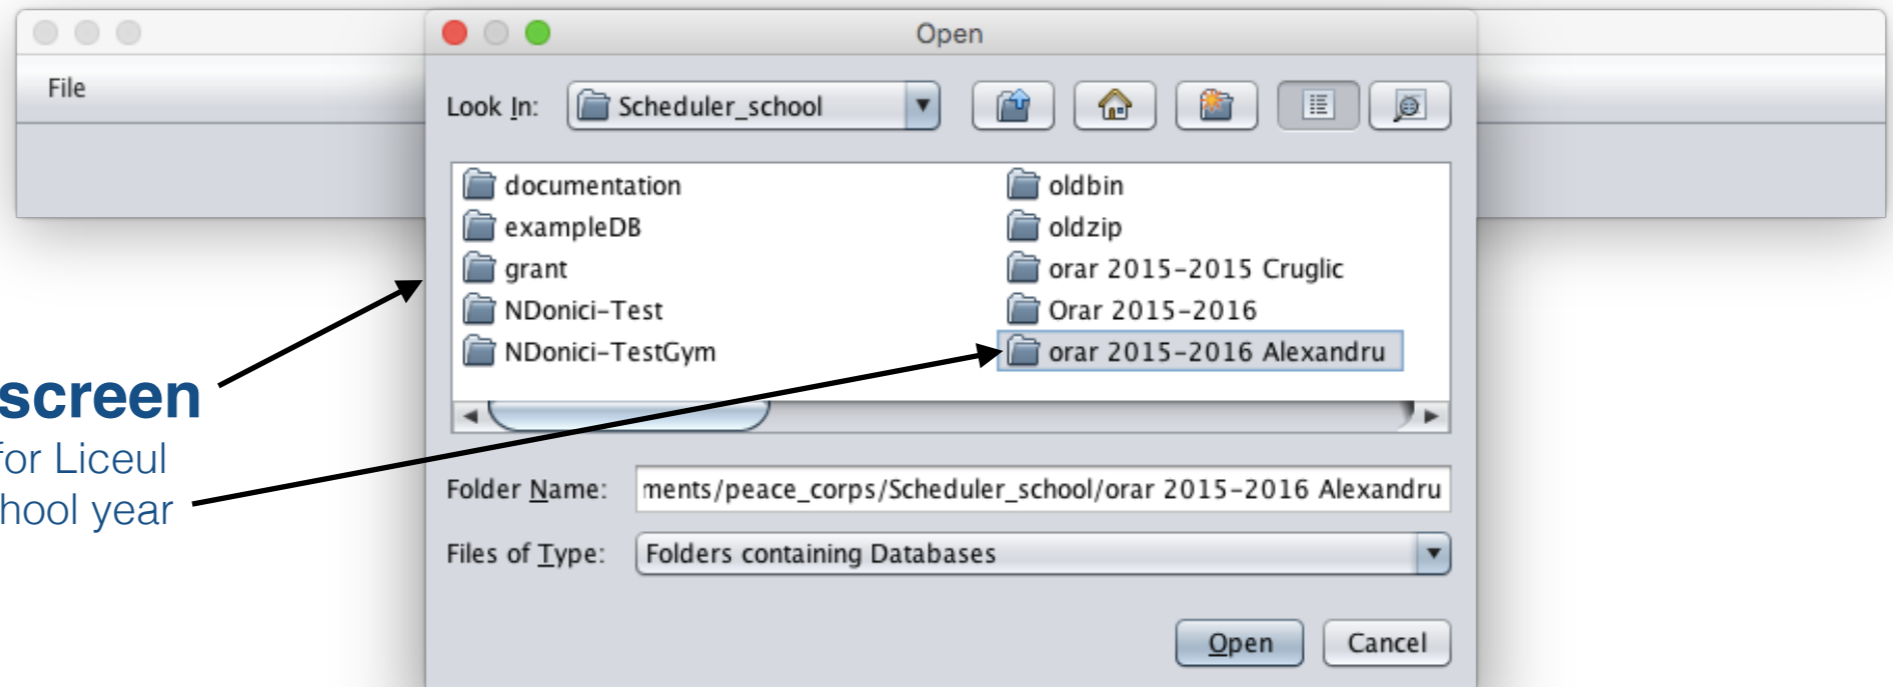 Open
File
Look In:
Scheduler_school
documentation
exampleDB
grant
NDonici-Test
NDonici-TestGym
oldbin
oldzip
orar 2015-2015 Cruglic
Orar 2015-2016
orar 2015-2016 Alexandru
screen
for Liceul
hool year
Folder Name:
ments/peace_corps/Scheduler_school/orar 2015-2016 Alexandru
Files of Type:
Folders containing Databases
Open
Cancel